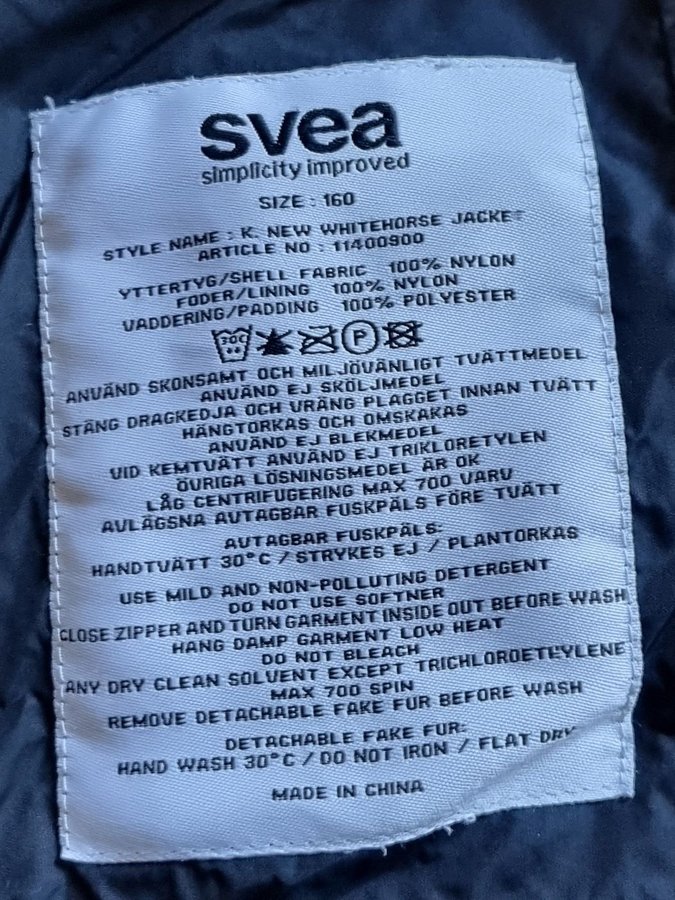 svea
simplicity improved
SIZE : 160
STYLE NAME : K. NEW WHITEHORSE JACKET
ARTICLE NO : 11400900
YTTERTYG/SHELL FABRIC 100% NYLON
FODER/LINING 100% NYLON
VADDERING/PADDING 100% POLYESTER
30C P
ANVÄND SKONSAMT OCH MILJÖVÄNLIGT TVÄTTMEDEL
ANVÄND EJ SKÖLJMEDEL
STÄNG DRAGKEDJA OCH VRÄNG PLAGGET INNAN TVÄTT
HÄNGTORKAS OCH OMSKAKAS
ANVÄND EJ BLEKMEDEL
VID KEMTVÄTT ANVÄND EJ TRIKLORETYLEN
ÖVRIGA LÖSNINGSMEDEL ÄR OK
LÅG CENTRIFUGERING MAX 700 VARV
AVLÄGSNA AVTAGBAR FUSKPÄLS FÖRE TVÄTT
AVTAGBAR FUSKPÄLS:
HANDTVÄTT 30°C / STRYKES EJ / PLANTORKAS
USE MILD AND NON-POLLUTING DETERGENT
DO NOT USE SOFTNER
CLOSE ZIPPER AND TURN GARMENT INSIDE OUT BEFORE WASH
HANG DAMP GARMENT LOW HEAT
DO NOT BLEACH
ANY DRY CLEAN SOLVENT EXCEPT TRICHLOROETLYLENE
MAX 700 SPIN
REMOVE DETACHABLE FAKE FUR BEFORE WASH
DETACHABLE FAKE FUR:
HAND WASH 30°C / DO NOT IRON / FLAT DRY
MADE IN CHINA